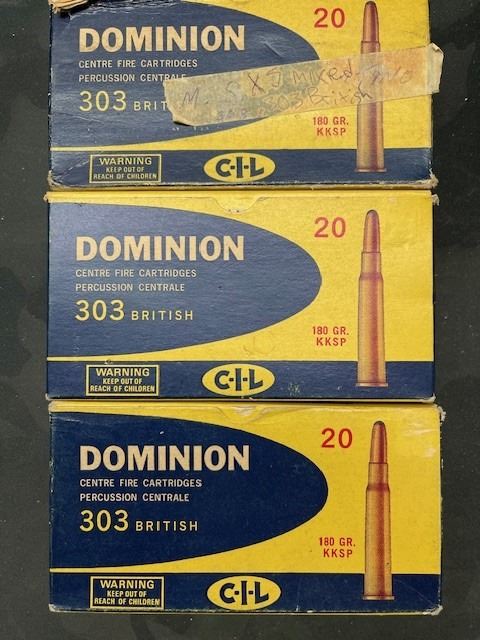 DOMINION
20
CENTRE FIRE CARTRIDGES
PERCUSSION CENTRALE
303 BRIT
Mixed
303 British
180 GR.
KKSP
WARNING
KEEP OUT OF
REACH OF CHILDREN
C-I-L
20
DOMINION
CENTRE FIRE CARTRIDGES
PERCUSSION CENTRALE
303 BRITISH
180 GR.
KKSP
WARNING
KEEP OUT OF
REACH OF CHILDREN
C-I-L
20
DOMINION
CENTRE FIRE CARTRIDGES
PERCUSSION CENTRALE
303 BRITISH
180 GR.
KKSP
WARNING
KEEP OUT OF
REACH OF CHILDREN
C-I-L